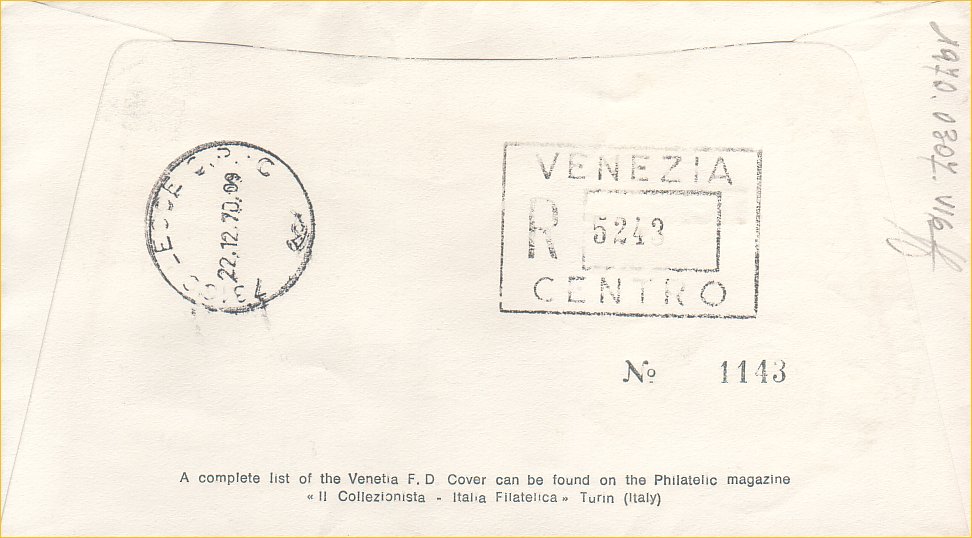 22.12.70.09
VENEZIA
R 5243
CENTRO
No 1143
A complete list of the Venetia F. D Cover can be found on the Philatelic magazine
« Il Collezionista - Italia Filatelica » Turin (Italy)